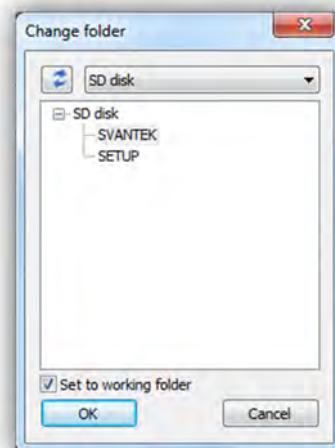 Change folder
SD disk
SD disk
SVANTEK
SETUP
Set to working folder
OK Cancel